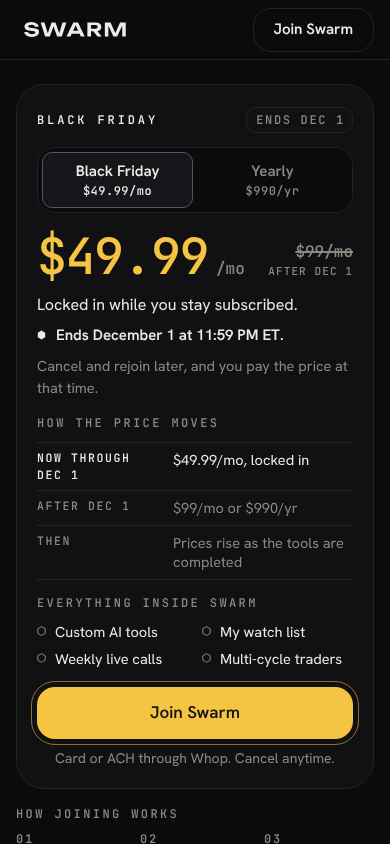 SWARM
Join Swarm
BLACK FRIDAY
ENDS DEC 1
Black Friday
$49.99/mo
Yearly
$990/yr
$49.99 /mo
$99/mo
AFTER DEC 1
Locked in while you stay subscribed.
Ends December 1 at 11:59 PM ET.
Cancel and rejoin later, and you pay the price at
that time.
HOW THE PRICE MOVES
NOW THROUGH
DEC 1
$49.99/mo, locked in
AFTER DEC 1
$99/mo or $990/yr
THEN
Prices rise as the tools are
completed
EVERYTHING INSIDE SWARM
Custom AI tools
My watch list
Weekly live calls
Multi-cycle traders
Join Swarm
Card or ACH through Whop. Cancel anytime.
HOW JOINING WORKS
01
02
03